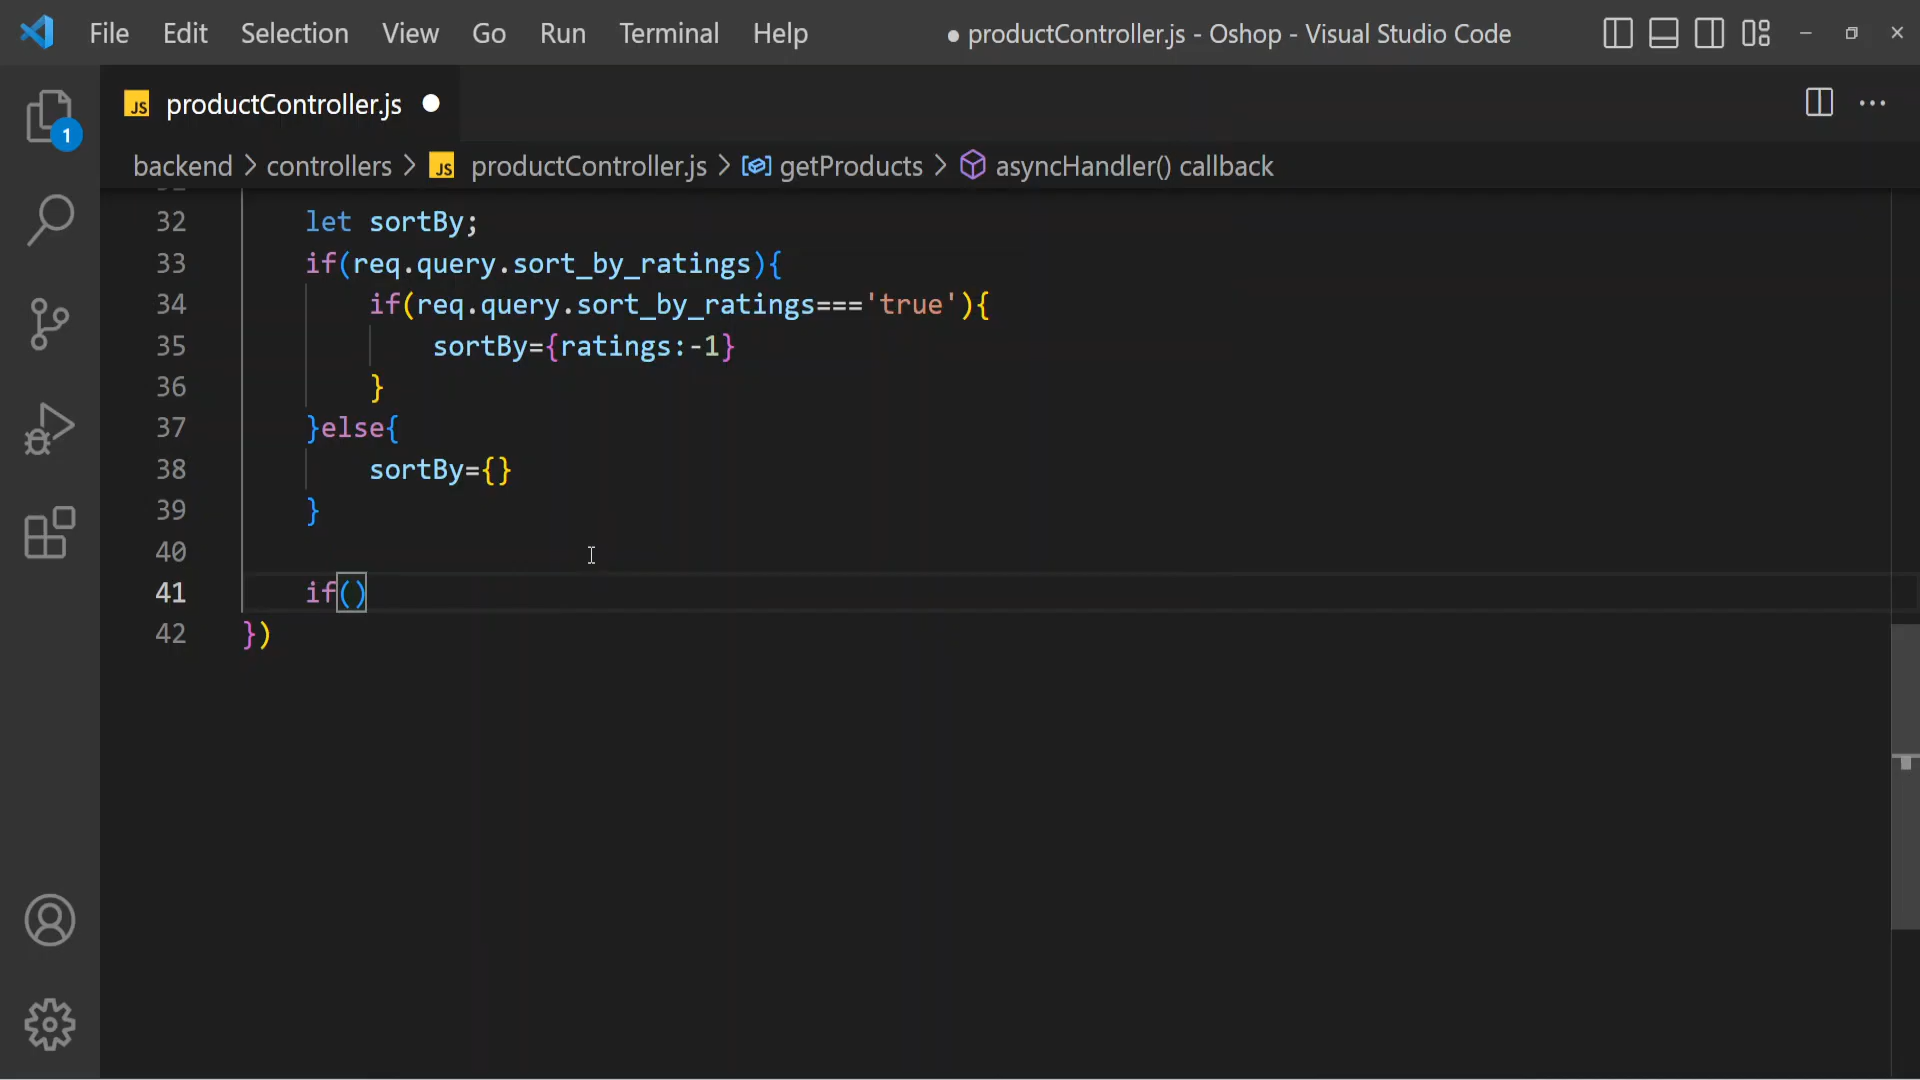 File Edit Selection View Go Run Terminal Help ● productController.js - Oshop - Visual Studio Code
JS productController.js ●
1
backend > controllers > JS productController.js > getProducts > asyncHandler() callback
32 let sortBy;
33 if(req.query.sort_by_ratings){
34 if(req.query.sort_by_ratings==='true'){
35 sortBy={ratings:-1}
36 }
37 }else{
38 sortBy={}
39 }
40
41 if()
42 })